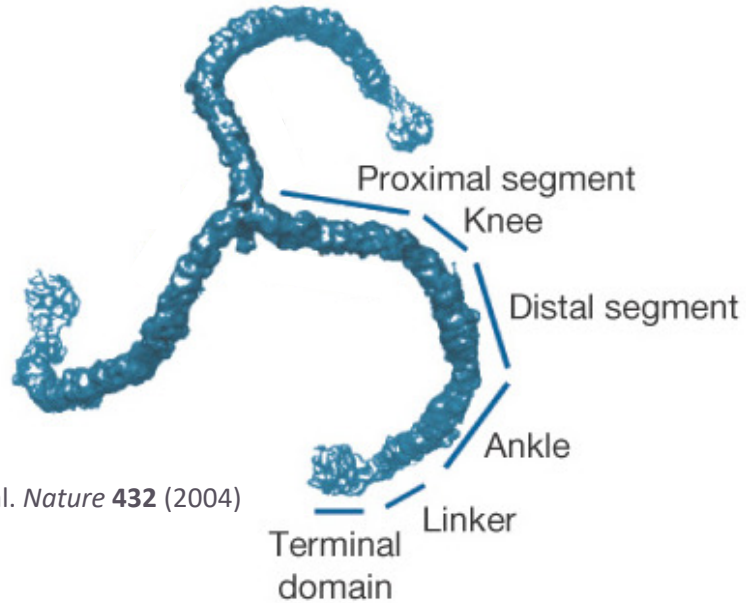 Proximal segment
Knee
Distal segment
Ankle
l. Nature 432 (2004)
Linker
Terminal
domain